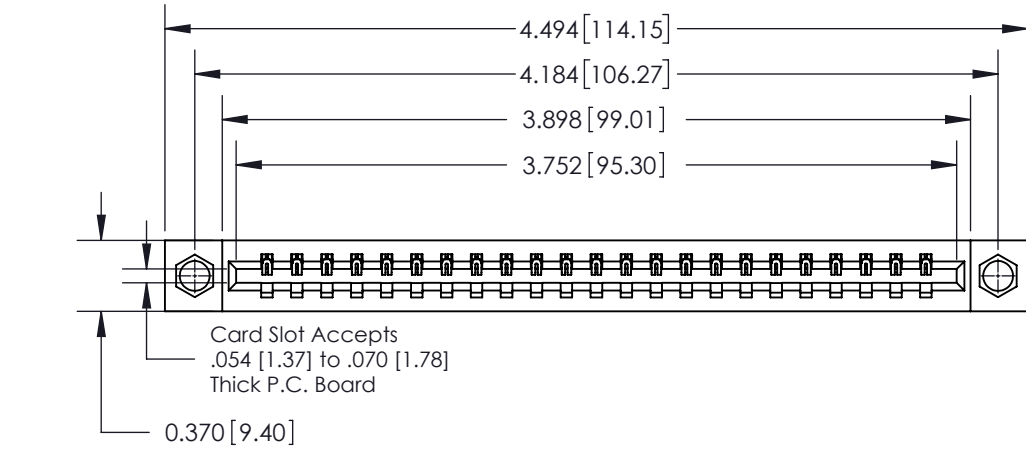 4.494[114.15]
4.184[106.27]
3.898[99.01]
3.752[95.30]
Card Slot Accepts
.054 [1.37] to .070 [1.78]
Thick P.C. Board
0.370[9.40]